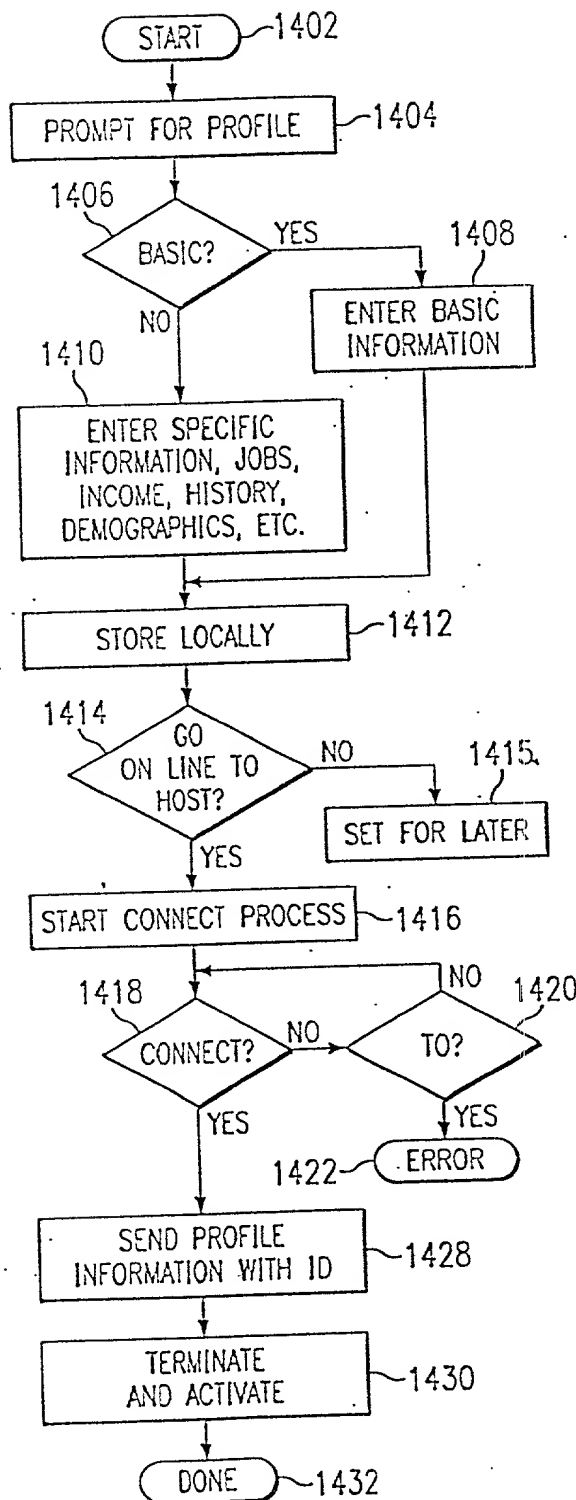 START
1402
PROMPT FOR PROFILE
1404
1406
BASIC?
YES
NO
1408
ENTER BASIC
INFORMATION
1410
ENTER SPECIFIC
INFORMATION, JOBS,
INCOME, HISTORY,
DEMOGRAPHICS, ETC.
STORE LOCALLY
1412
1414
GO
ON LINE TO
HOST?
NO
YES
1415
SET FOR LATER
START CONNECT PROCESS
1416
1418
CONNECT?
NO
YES
NO
1420
TO?
YES
1422
ERROR
SEND PROFILE
INFORMATION WITH ID
1428
TERMINATE
AND ACTIVATE
1430
DONE
1432